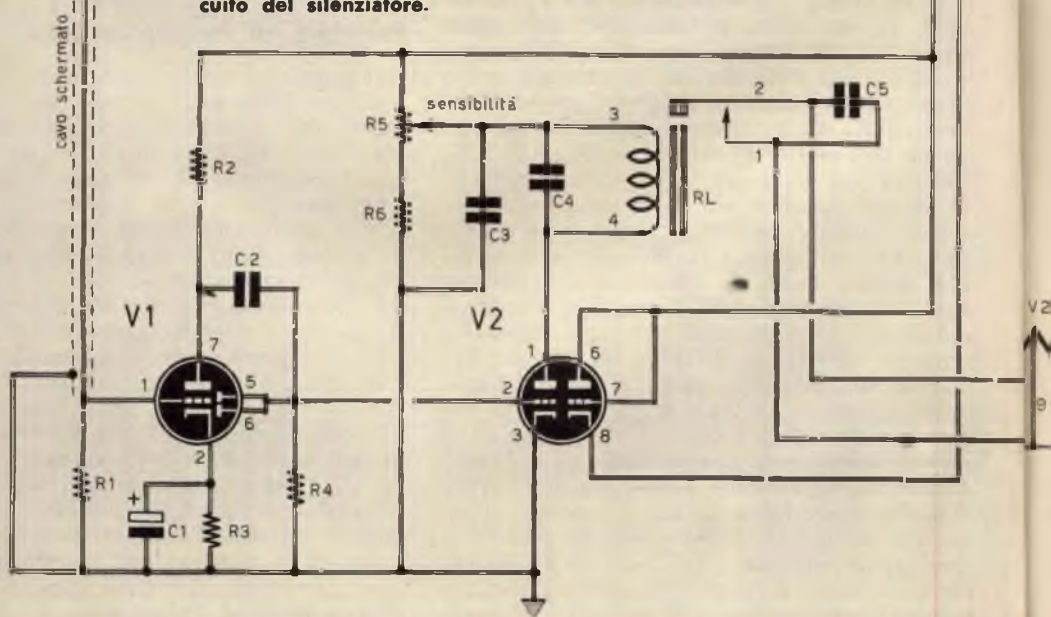 cuito del silenziatore.
cavo schermato
sensibilità
R5
R2
R6
C3
C4
3
4
RL
2
1
C5
C2
V1
V2
7
1
5
6
2
1
6
2
7
3
8
R1
+
C1
R3
R4
V2
9